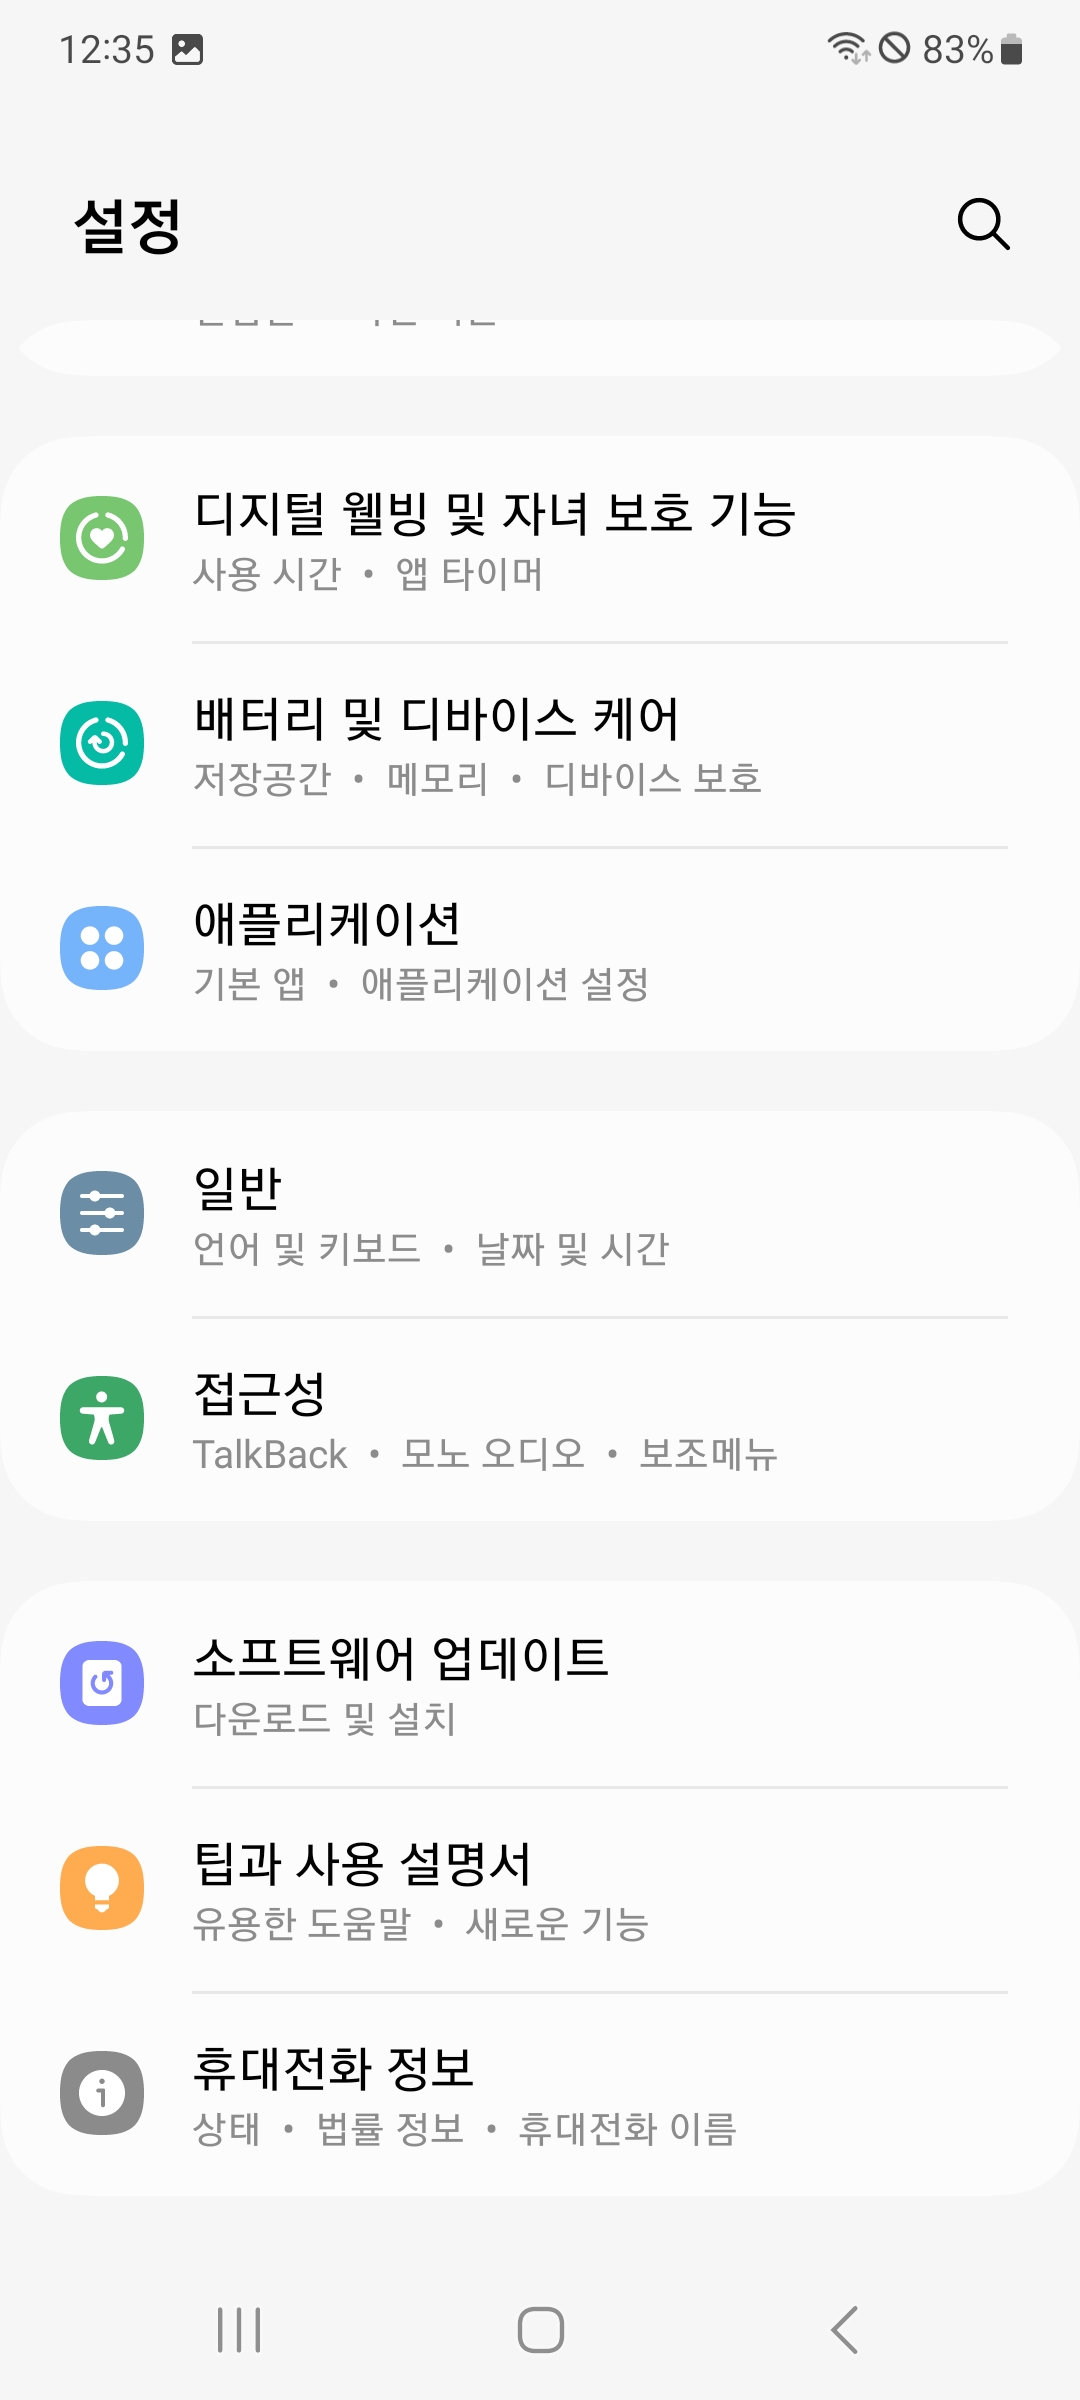 12:35
83%
설정
디지털 웰빙 및 자녀 보호 기능
사용 시간 • 앱 타이머
배터리 및 디바이스 케어
저장공간 • 메모리 • 디바이스 보호
애플리케이션
기본 앱 • 애플리케이션 설정
일반
언어 및 키보드 • 날짜 및 시간
접근성
TalkBack • 모노 오디오 • 보조메뉴
소프트웨어 업데이트
다운로드 및 설치
팁과 사용 설명서
유용한 도움말 • 새로운 기능
휴대전화 정보
상태 • 법률 정보 • 휴대전화 이름